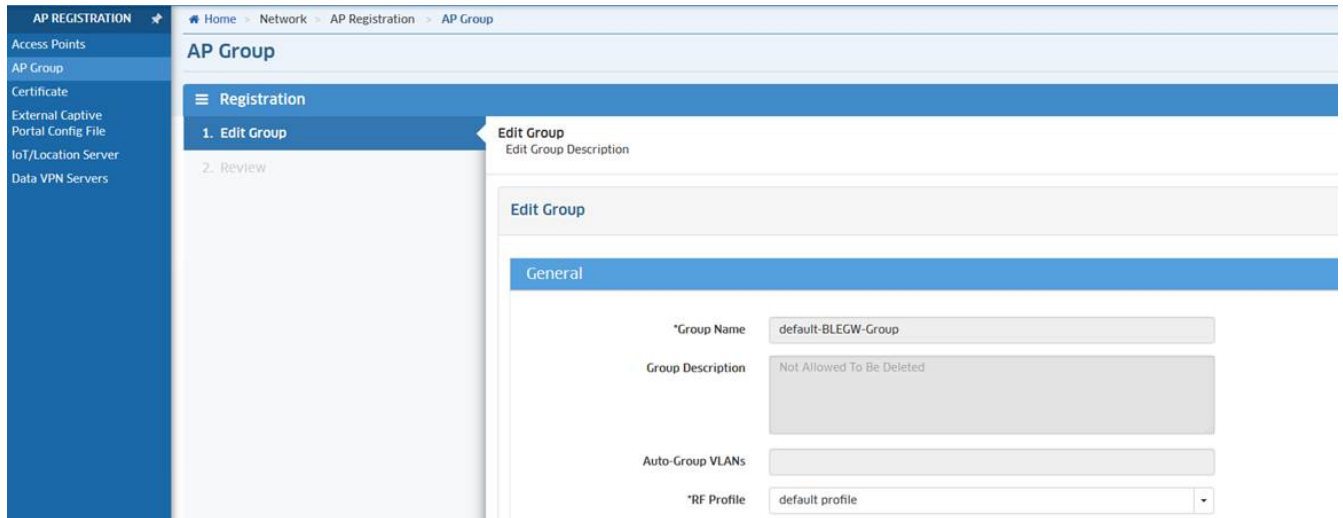 AP REGISTRATION
Home > Network > AP Registration > AP Group
Access Points
AP Group
Certificate
External Captive
Portal Config File
IoT/Location Server
Data VPN Servers
AP Group
Registration
1. Edit Group
2. Review
Edit Group
Edit Group Description
Edit Group
General
*Group Name default-BLEGW-Group
Group Description Not Allowed To Be Deleted
Auto-Group VLANs
*RF Profile default profile